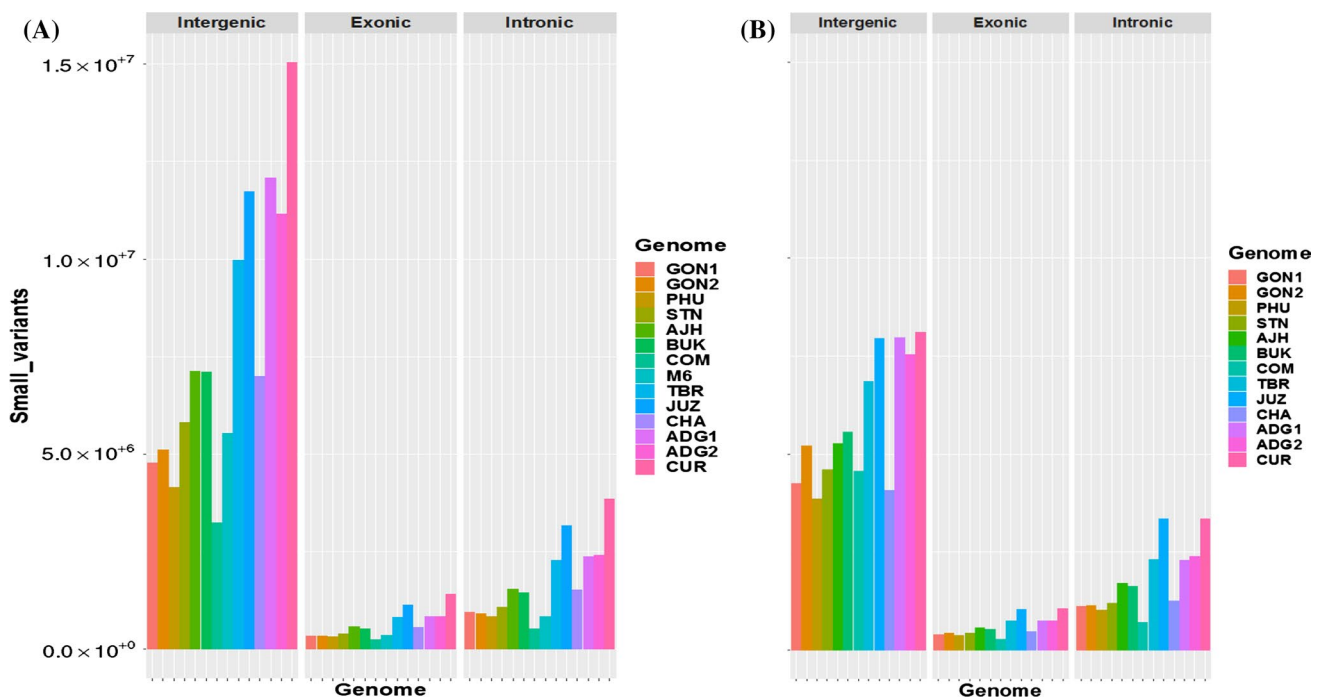 (A)
Intergenic
Exonic
Intronic
Small_variants
1.5 × 10⁺⁷
1.0 × 10⁺⁷
5.0 × 10⁺⁶
0.0 × 10⁺⁰
Genome
Genome
GON1
GON2
PHU
STN
AJH
BUK
COM
M6
TBR
JUZ
CHA
ADG1
ADG2
CUR
(B)
Intergenic
Exonic
Intronic
Genome
Genome
GON1
GON2
PHU
STN
AJH
BUK
COM
TBR
JUZ
CHA
ADG1
ADG2
CUR